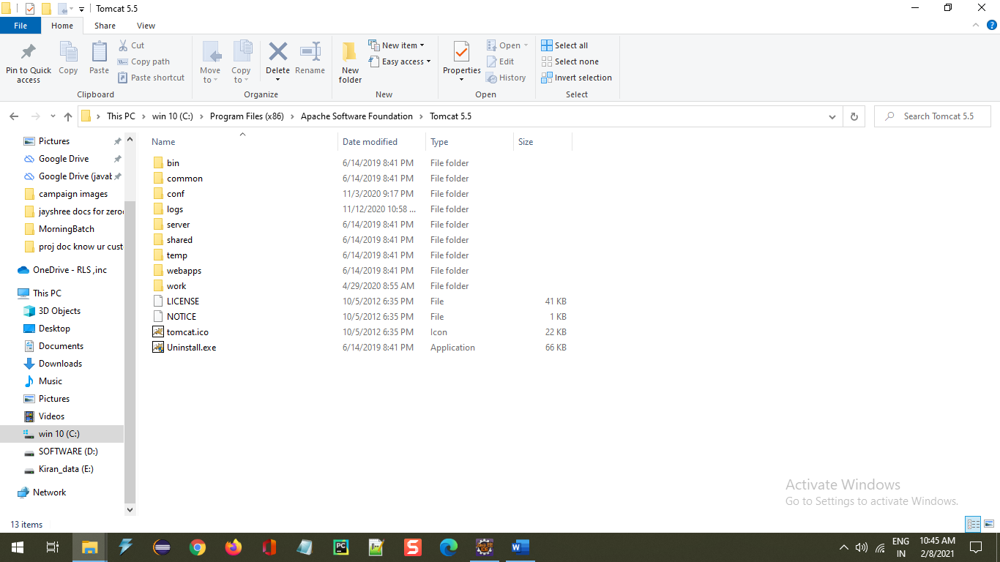 Tomcat 5.5
File Home Share View
Pin to Quick access
Copy
Paste
Cut
Copy path
Paste shortcut
Clipboard
Move to
Copy to
Delete
Rename
Organize
New folder
New item
Easy access
New
Properties
Open
Edit
History
Open
Select all
Select none
Invert selection
Select
This PC > win 10 (C:) > Program Files (x86) > Apache Software Foundation > Tomcat 5.5
Search Tomcat 5.5
Pictures
Google Drive
Google Drive (javab
campaign images
jayshree docs for zero
MorningBatch
proj doc know ur cust
OneDrive - RLS ,inc
This PC
3D Objects
Desktop
Documents
Downloads
Music
Pictures
Videos
win 10 (C:)
SOFTWARE (D:)
Kiran_data (E:)
Network
Name Date modified Type Size
bin 6/14/2019 8:41 PM File folder
common 6/14/2019 8:41 PM File folder
conf 11/3/2020 9:17 PM File folder
logs 11/12/2020 10:58 ... File folder
server 6/14/2019 8:41 PM File folder
shared 6/14/2019 8:41 PM File folder
temp 6/14/2019 8:41 PM File folder
webapps 6/14/2019 8:41 PM File folder
work 4/29/2020 8:55 AM File folder
LICENSE 10/5/2012 6:35 PM File 41 KB
NOTICE 10/5/2012 6:35 PM File 1 KB
tomcat.ico 10/5/2012 6:35 PM Icon 22 KB
Uninstall.exe 6/14/2019 8:41 PM Application 66 KB
Activate Windows
Go to Settings to activate Windows.
13 items
PC
S
W
ENG
IN
10:45 AM
2/8/2021